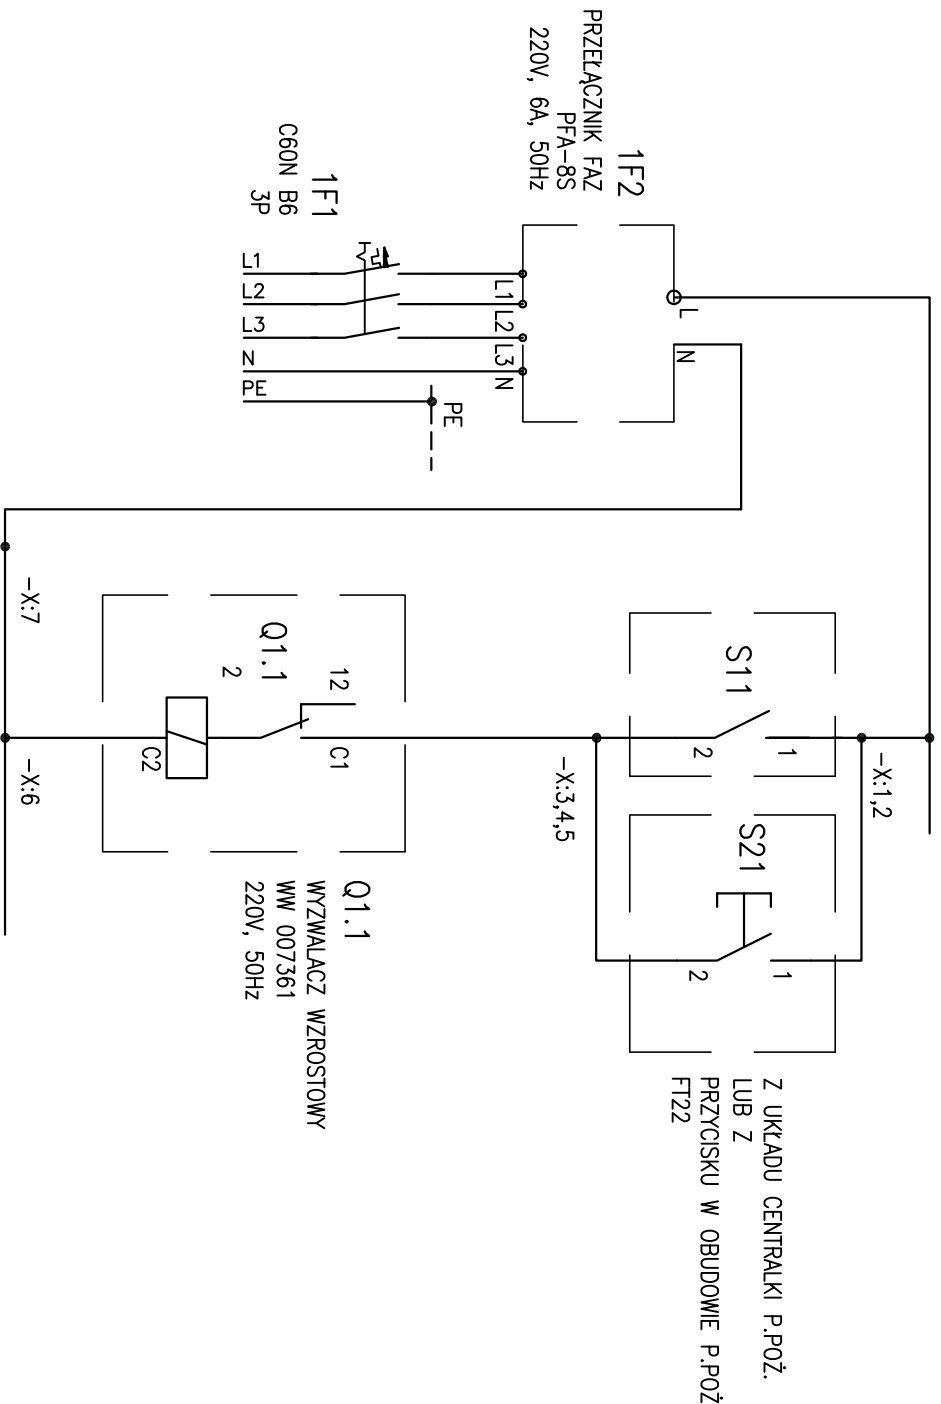 1F2
PRZEŁĄCZNIK FAZ
PFA-8S
220V, 6A, 50Hz
1F1
C60N B6
3P
L1
L2
L3
N
PE
L1
L2
L3
N
PE
L
N
-X:7
-X:6
-X:1,2
-X:3,4,5
S11
1
2
S21
1
2
Z UKŁADU CENTRALKI P.POŻ.
LUB Z
PRZYCISKU W OBUDOWIE P.POŻ
FT22
Q1.1
12
2
C1
C2
Q1.1
WYZWALACZ WZROSTOWY
WW 007361
220V, 50Hz